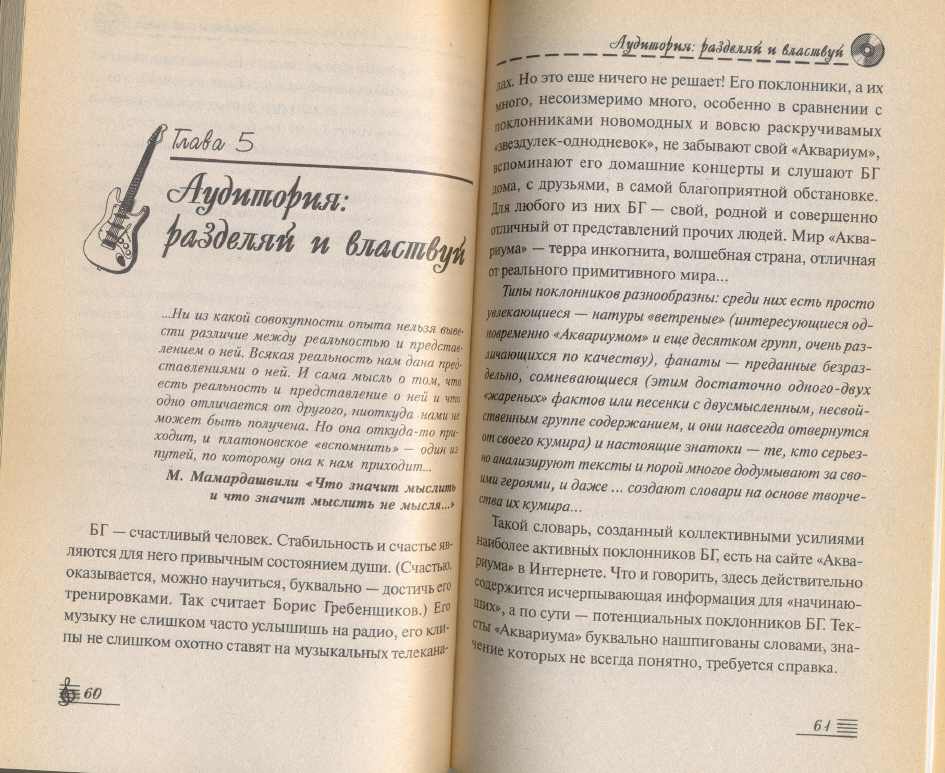 Глава 5
Аудитория:
разделяй и властвуй
...Ни из какой совокупности опыта нельзя выве-
сти различие между реальностью и представ-
лением о ней. Всякая реальность нам дана пред-
ставлениями о ней. И сама мысль о том, что
есть реальность и представление о ней и что
одно отличается от другого, ниоткуда нами не
может быть получена. Но она откуда-то при-
ходит, и платоновское «вспомнить» — один из
путей, по которому она к нам приходит...
М. Мамардашвили «Что значит мыслить
и что значит мыслить не мысля...»
БГ — счастливый человек. Стабильность и счастье яв-
ляются для него привычным состоянием души. (Счастью,
оказывается, можно научиться, буквально — достичь его
тренировками. Так считает Борис Гребенщиков.) Его
музыку не слишком часто услышишь на радио, его кли-
пы не слишком охотно ставят на музыкальных телекана-
60
Аудитория: разделяй и властвуй
лах. Но это еще ничего не решает! Его поклонники, а их
много, несоизмеримо много, особенно в сравнении с
поклонниками новомодных и вовсю раскручивамых
«звездулек-однодневок», не забывают свой «Аквариум»,
вспоминают его домашние концерты и слушают БГ
дома, с друзьями, в самой благоприятной обстановке.
Для любого из них БГ — свой, родной и совершенно
отличный от представлений прочих людей. Мир «Аква-
риума» — терра инкогнита, волшебная страна, отличная
от реального примитивного мира...
Типы поклонников разнообразны: среди них есть просто
увлекающиеся — натуры «ветреные» (интересующиеся од-
новременно «Аквариумом» и еще десятком групп, очень раз-
личающихся по качеству), фанаты — преданные безраз-
дельно, сомневающиеся (этим достаточно одного-двух
«жареных» фактов или песенки с двусмысленным, несвой-
ственным группе содержанием, и они навсегда отвернутся
от своего кумира) и настоящие знатоки — те, кто серьез-
но анализируют тексты и порой многое додумывают за сво-
ими героями, и даже ... создают словари на основе творче-
ства их кумира...
Такой словарь, созданный коллективными усилиями
наиболее активных поклонников БГ, есть на сайте «Аква-
риума» в Интернете. Что и говорить, здесь действительно
содержится исчерпывающая информация для «начинаю-
щих», а по сути — потенциальных поклонников БГ. Тек-
сты «Аквариума» буквально нашпигованы словами, зна-
чение которых не всегда понятно, требуется справка.
61